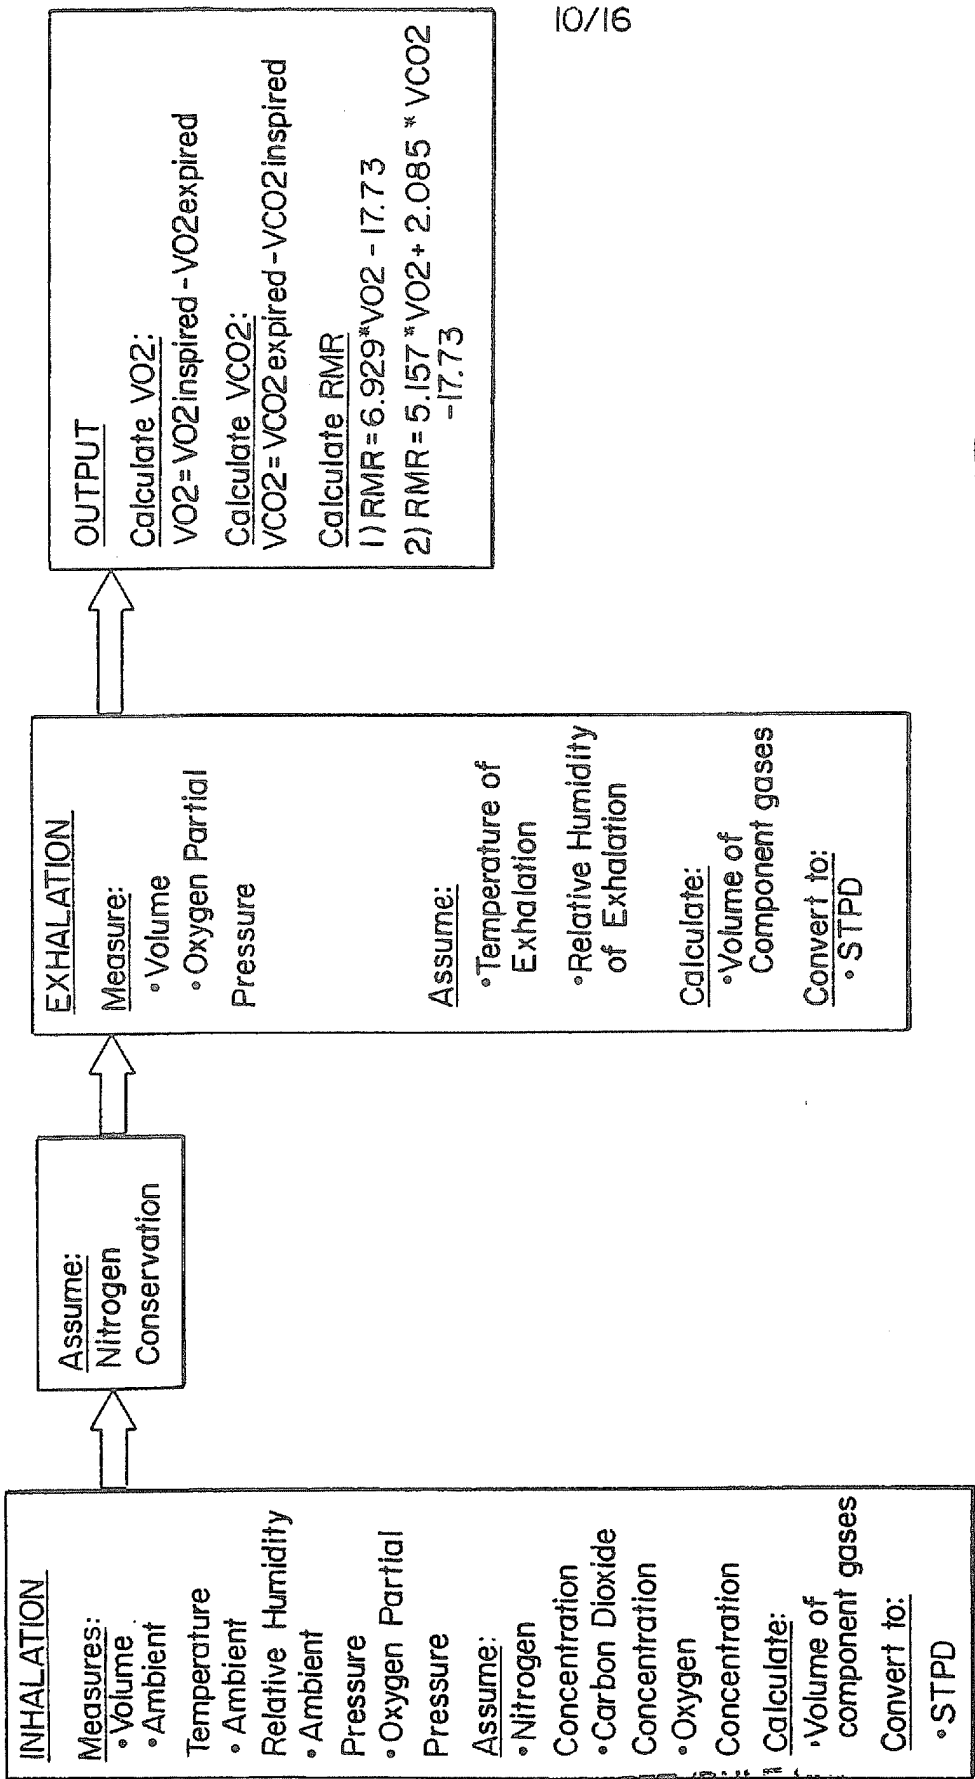 10/16
INHALATION
Measures:
• Volume
• Ambient
Temperature
• Ambient
Relative Humidity
• Ambient
Pressure
• Oxygen Partial
Pressure
Assume:
• Nitrogen
Concentration
• Carbon Dioxide
Concentration
• Oxygen
Concentration
Calculate:
• Volume of
component gases
Convert to:
• STPD
Assume:
Nitrogen
Conservation
EXHALATION
Measure:
• Volume
• Oxygen Partial
Pressure
Assume:
• Temperature of
Exhalation
• Relative Humidity
of Exhalation
Calculate:
• Volume of
Component gases
Convert to:
• STPD
OUTPUT
Calculate VO2:
VO2=VO2inspired-VO2expired
Calculate VCO2:
VCO2=VCO2expired-VCO2inspired
Calculate RMR
1) RMR=6.929*VO2-17.73
2) RMR=5.157*VO2+2.085*VCO2
-17.73